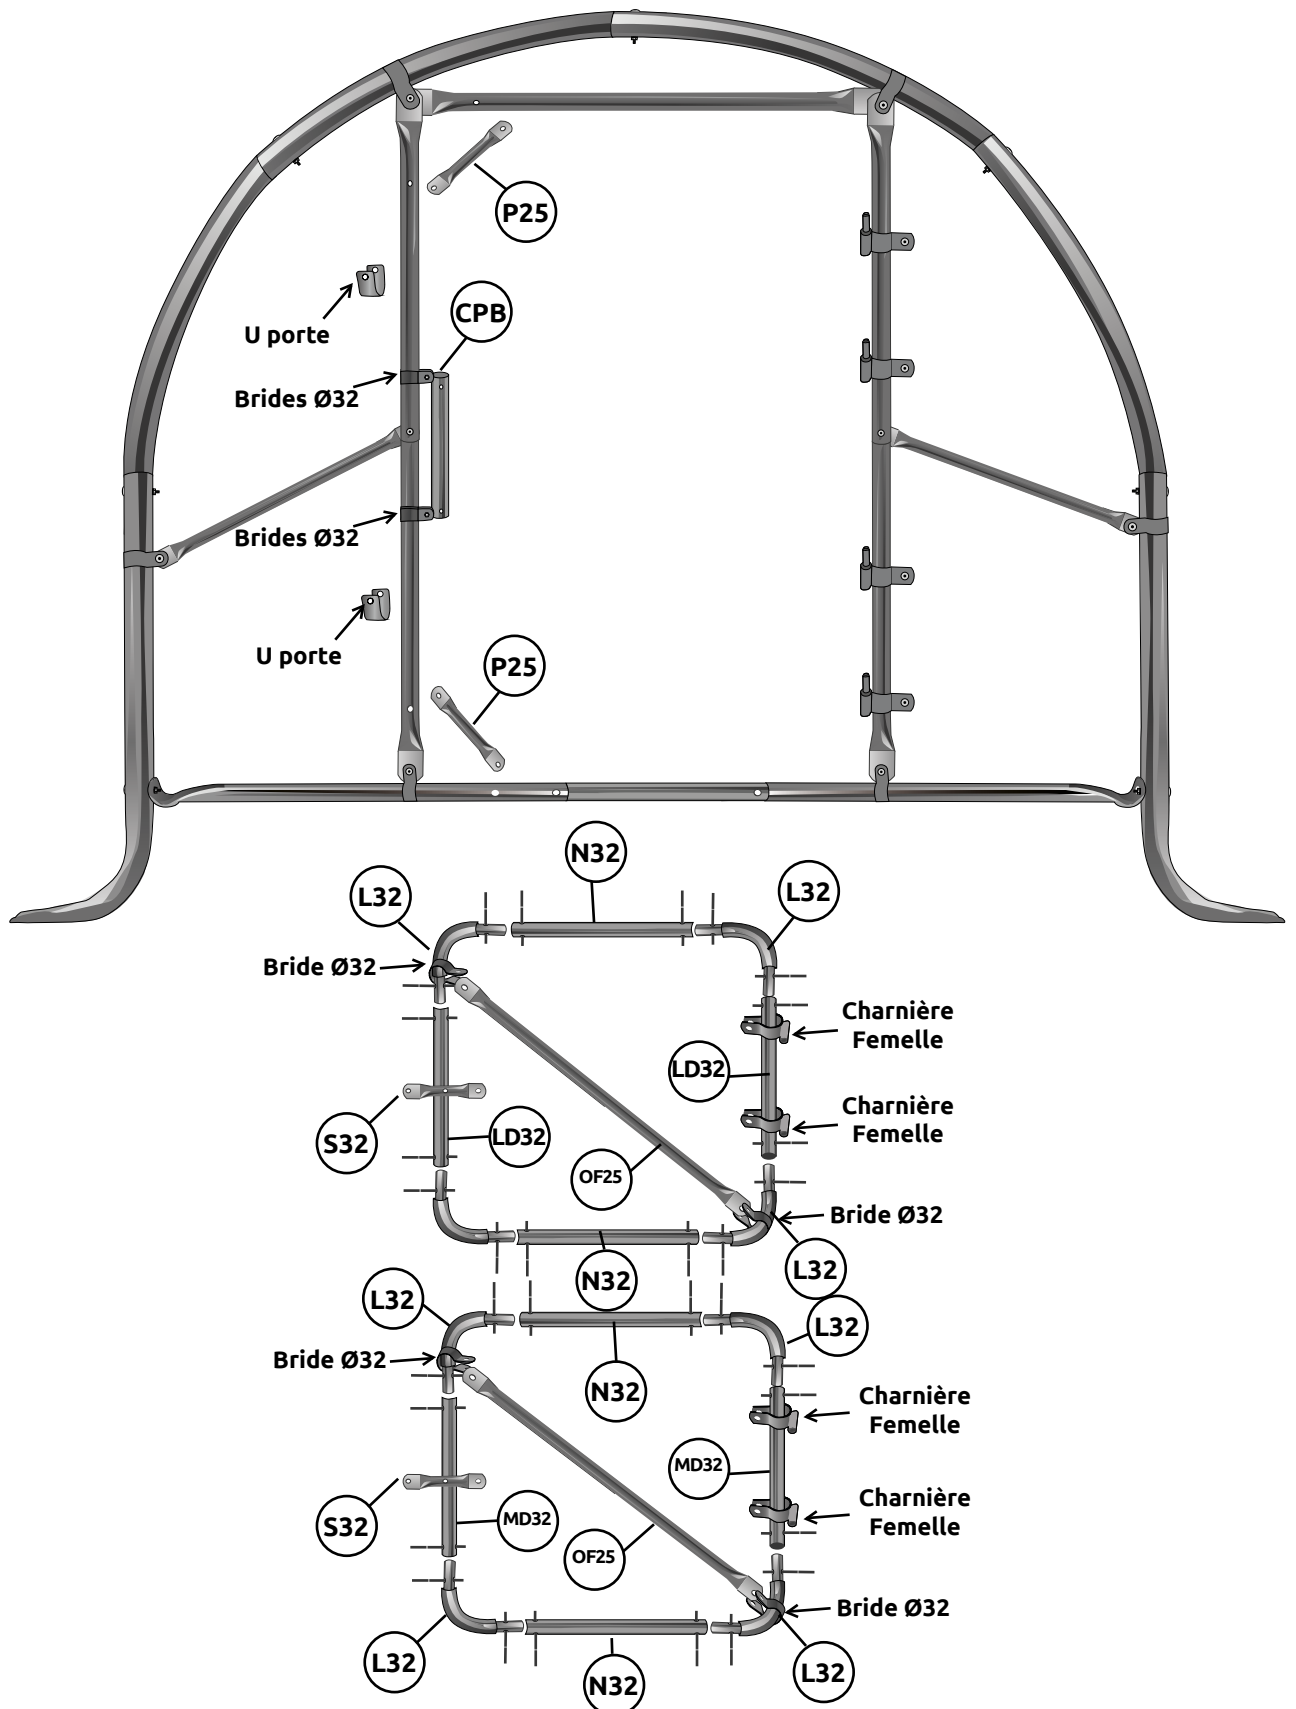 P25
CPB
U porte
Brides Ø32
Brides Ø32
U porte
P25
N32
L32
L32
Bride Ø32
Charnière
Femelle
LD32
Charnière
Femelle
S32
LD32
OF25
Bride Ø32
L32
N32
L32
L32
Bride Ø32
N32
Charnière
Femelle
MD32
Charnière
Femelle
S32
MD32
OF25
Bride Ø32
L32
L32
N32